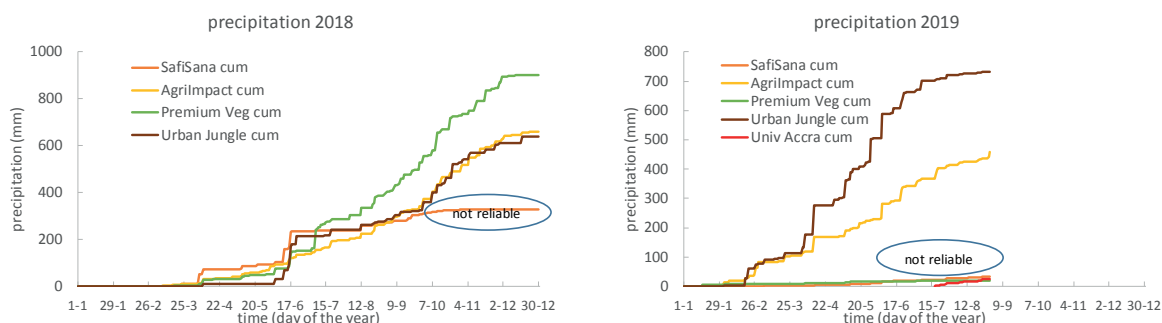 precipitation 2018
1000
800
600
400
200
0
precipitation (mm)
SafiSana cum
AgriImpact cum
Premium Veg cum
Urban Jungle cum
not reliable
1-1 29-1 26-2 25-3 22-4 20-5 17-6 15-7 12-8 9-9 7-10 4-11 2-12 30-12
time (day of the year)
precipitation 2019
800
700
600
500
400
300
200
100
0
precipitation (mm)
SafiSana cum
AgriImpact cum
Premium Veg cum
Urban Jungle cum
Univ Accra cum
not reliable
1-1 29-1 26-2 25-3 22-4 20-5 17-6 15-7 12-8 9-9 7-10 4-11 2-12 30-12
time (day of the year)